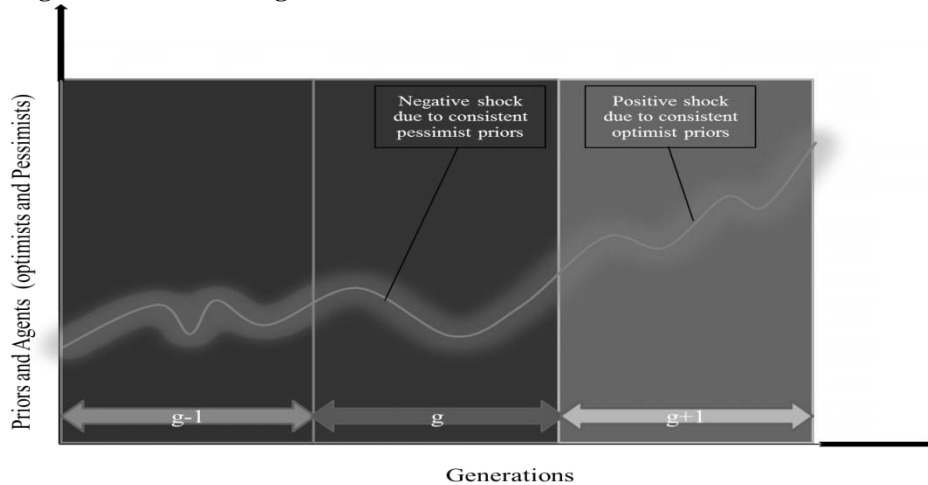 Negative shock
due to consistent
pessimist priors
Positive shock
due to consistent
optimist priors
Priors and Agents (optimists and Pessimists)
g-1
g
g+1
Generations